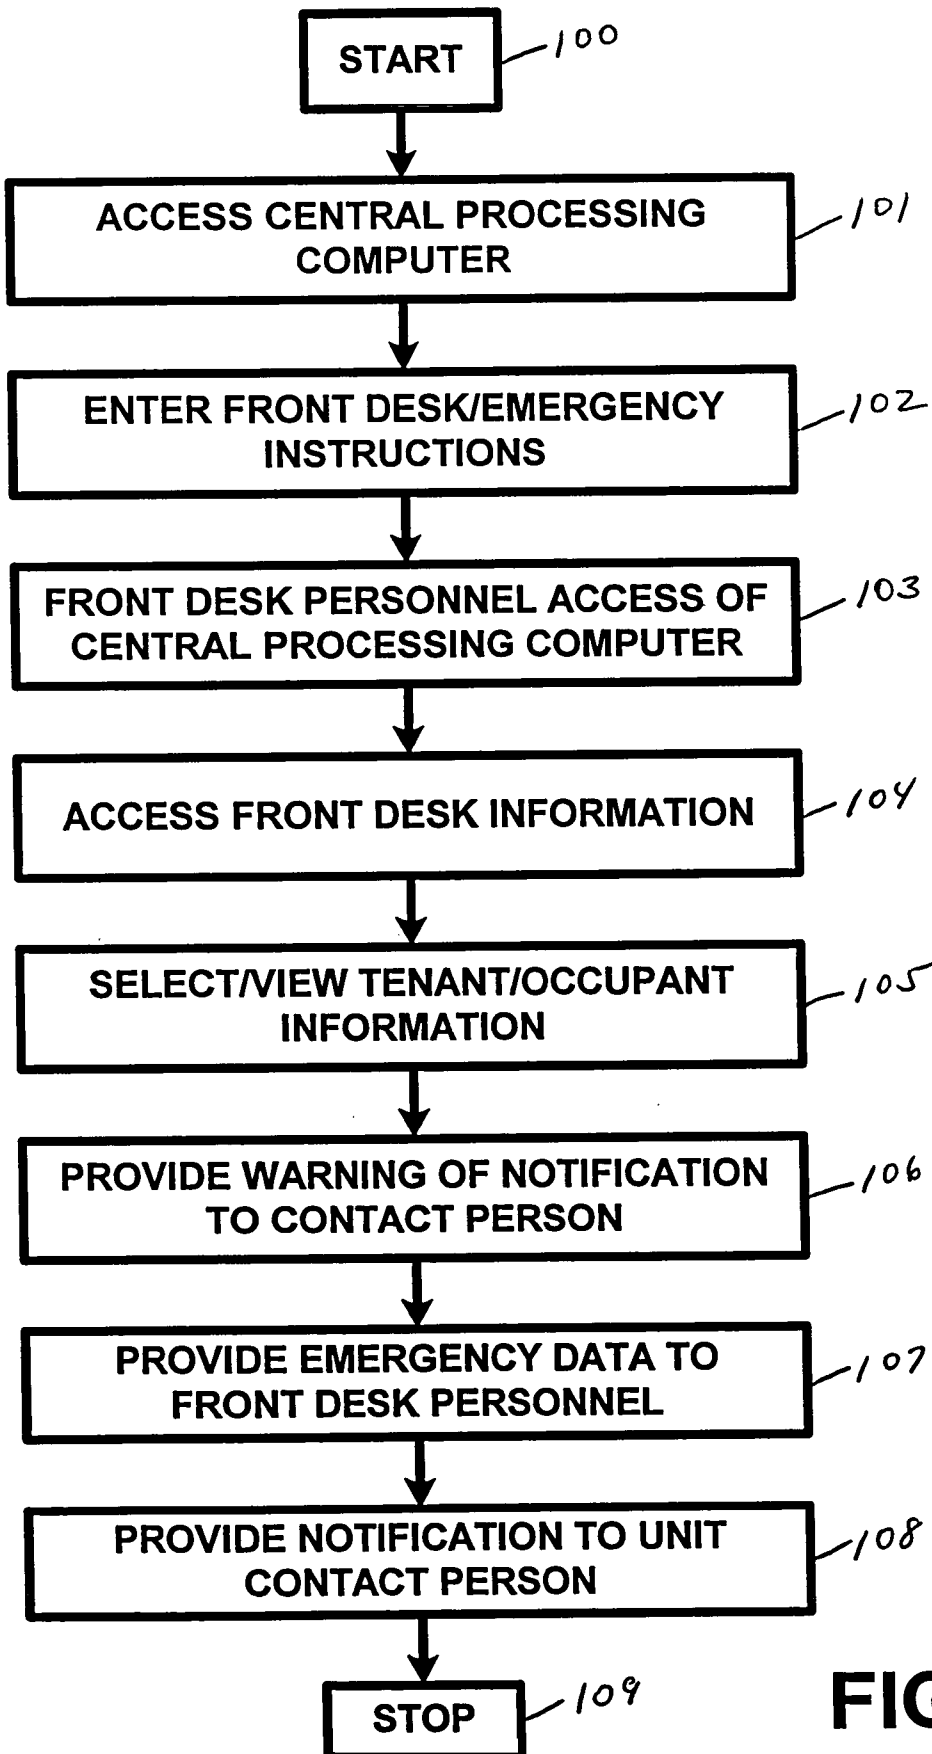 START
100
ACCESS CENTRAL PROCESSING
COMPUTER
101
ENTER FRONT DESK/EMERGENCY
INSTRUCTIONS
102
FRONT DESK PERSONNEL ACCESS OF
CENTRAL PROCESSING COMPUTER
103
ACCESS FRONT DESK INFORMATION
104
SELECT/VIEW TENANT/OCCUPANT
INFORMATION
105
PROVIDE WARNING OF NOTIFICATION
TO CONTACT PERSON
106
PROVIDE EMERGENCY DATA TO
FRONT DESK PERSONNEL
107
PROVIDE NOTIFICATION TO UNIT
CONTACT PERSON
108
STOP
109